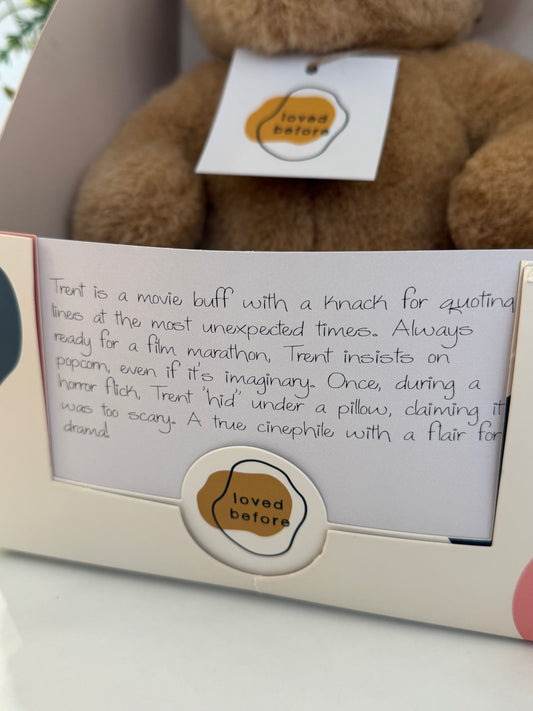 loved
before
Trent is a movie buff with a knack for quoting
lines at the most unexpected times. Always
ready for a film marathon, Trent insists on
popcorn, even if it's imaginary. Once, during a
horror flick, Trent "hid" under a pillow, claiming it
was too scary. A true cinephile with a flair for
drama!
loved
before